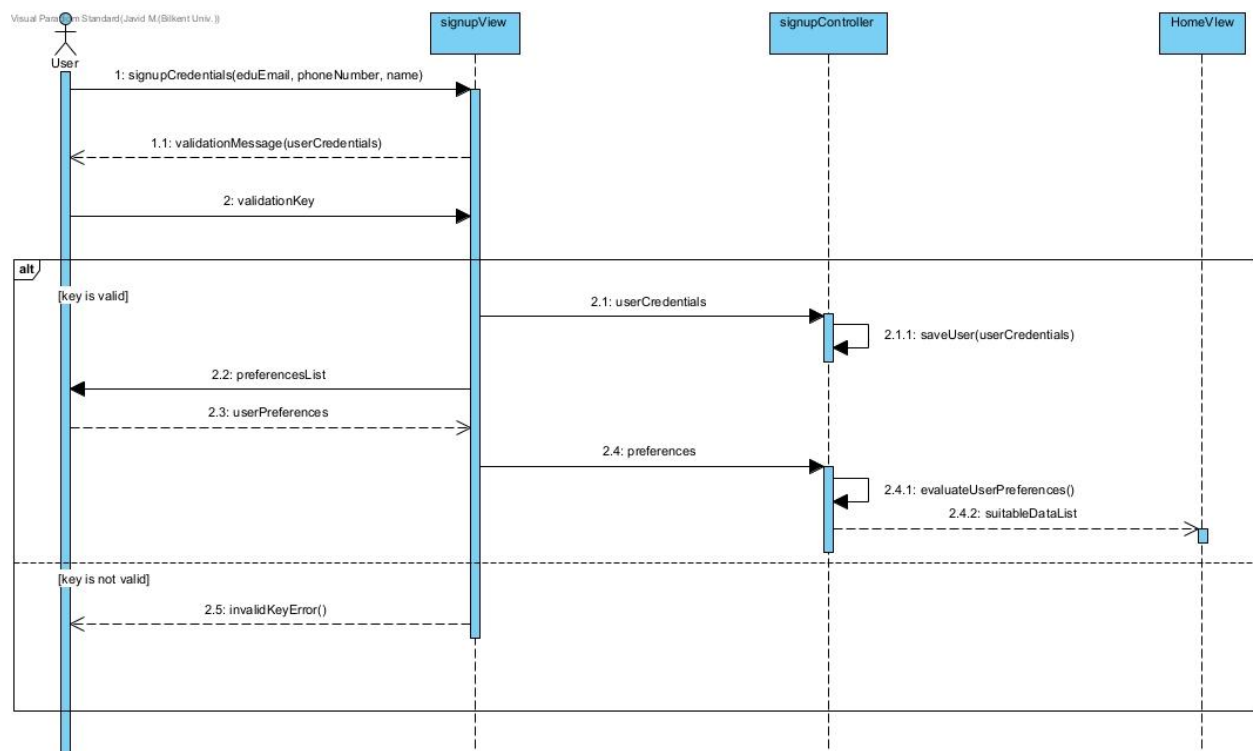 Visual Paradigm Standard(Javid M.(Bilkent Univ.))
User
signupView
signupController
HomeVIew
1: signupCredentials(eduEmail, phoneNumber, name)
1.1: validationMessage(userCredentials)
2: validationKey
alt
[key is valid]
2.1: userCredentials
2.1.1: saveUser(userCredentials)
2.2: preferencesList
2.3: userPreferences
2.4: preferences
2.4.1: evaluateUserPreferences()
2.4.2: suitableDataList
[key is not valid]
2.5: invalidKeyError()